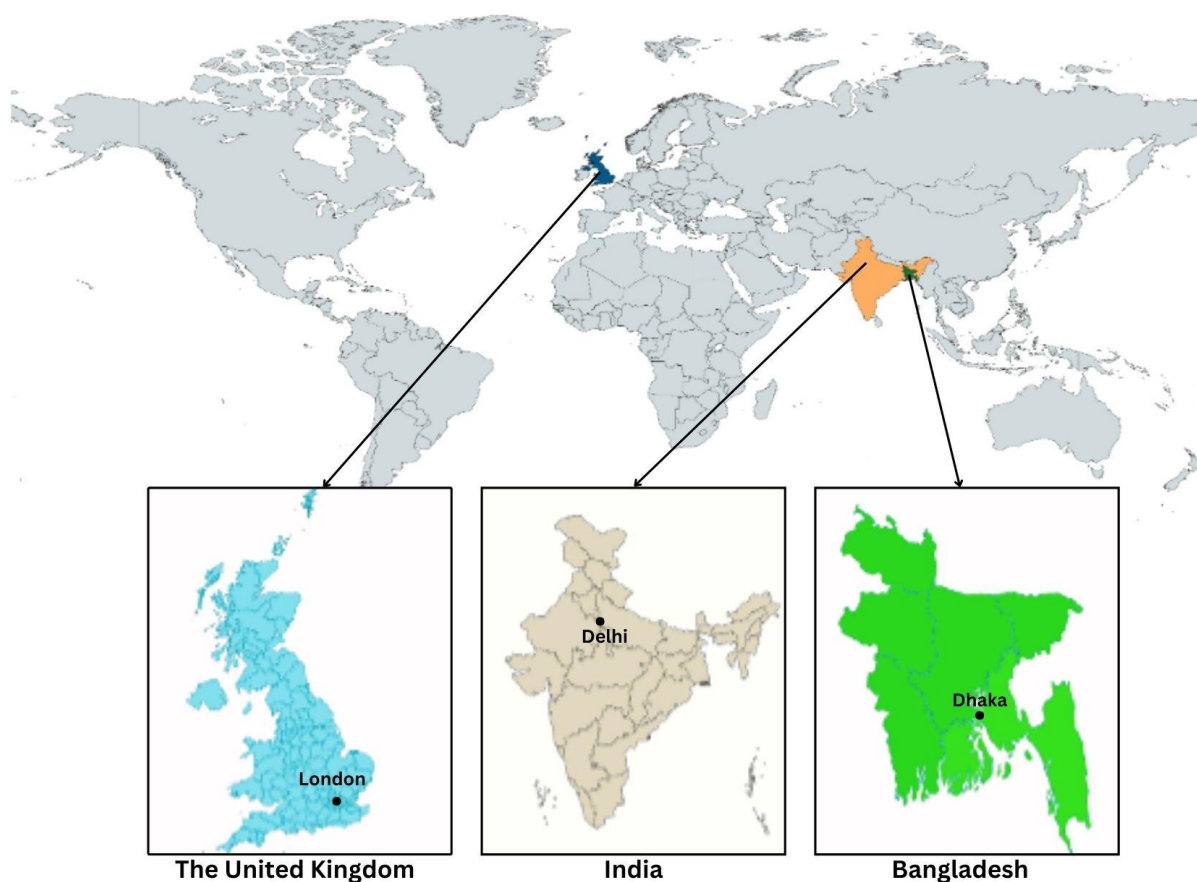 Delhi
Dhaka
London
The United Kingdom
India
Bangladesh